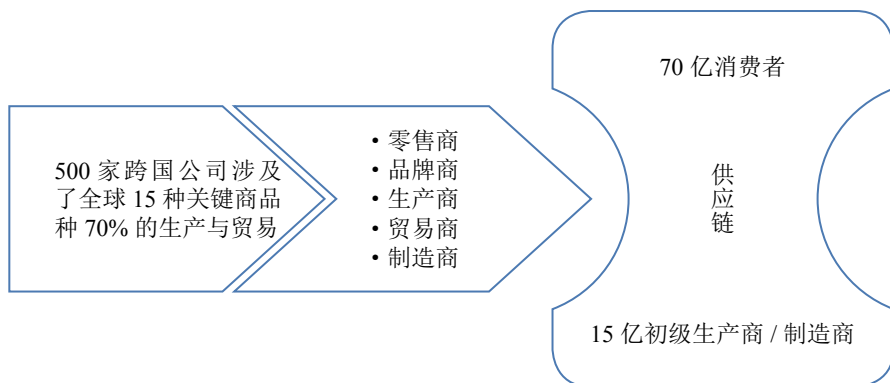 500 家跨国公司涉及
了全球 15 种关键商品
种 70% 的生产与贸易
• 零售商
• 品牌商
• 生产商
• 贸易商
• 制造商
70 亿消费者
供
应
链
15 亿初级生产商 / 制造商